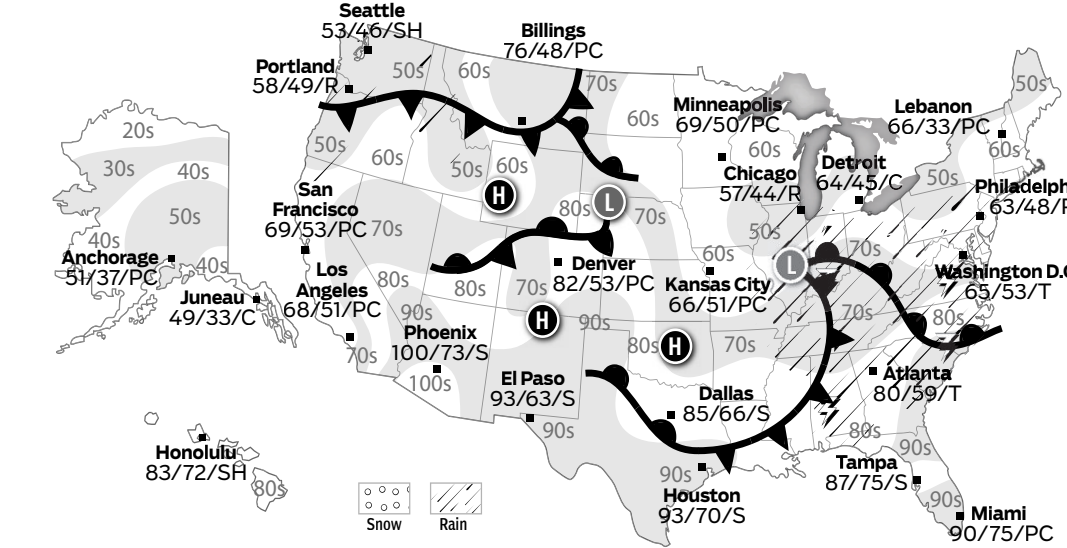 Seattle
53/46/SH
Billings
76/48/PC
Portland
58/49/R
50s
60s
70s
Minneapolis
69/50/PC
60s
Lebanon
66/33/PC
50s
20s
30s
40s
50s
40s
40s
Anchorage
51/37/PC
Juneau
49/33/C
50s
60s
50s
60s
60s
Chicago
57/44/R
Detroit
64/45/C
50s
60s
San
Francisco
69/53/PC
70s
H
80s
L
70s
50s
70s
Philadelph
63/48/
Los
Angeles
68/51/PC
80s
80s
70s
Denver
82/53/PC
60s
Kansas City
66/51/PC
L
Washington D.C
65/53/T
90s
Phoenix
100/73/S
H
90s
80s
H
70s
70s
80s
70s
100s
El Paso
93/63/S
Dallas
85/66/S
Atlanta
80/59/T
90s
80s
90s
Honolulu
83/72/SH
80s
90s
Houston
93/70/S
Tampa
87/75/S
90s
Miami
90/75/PC
Snow
Rain